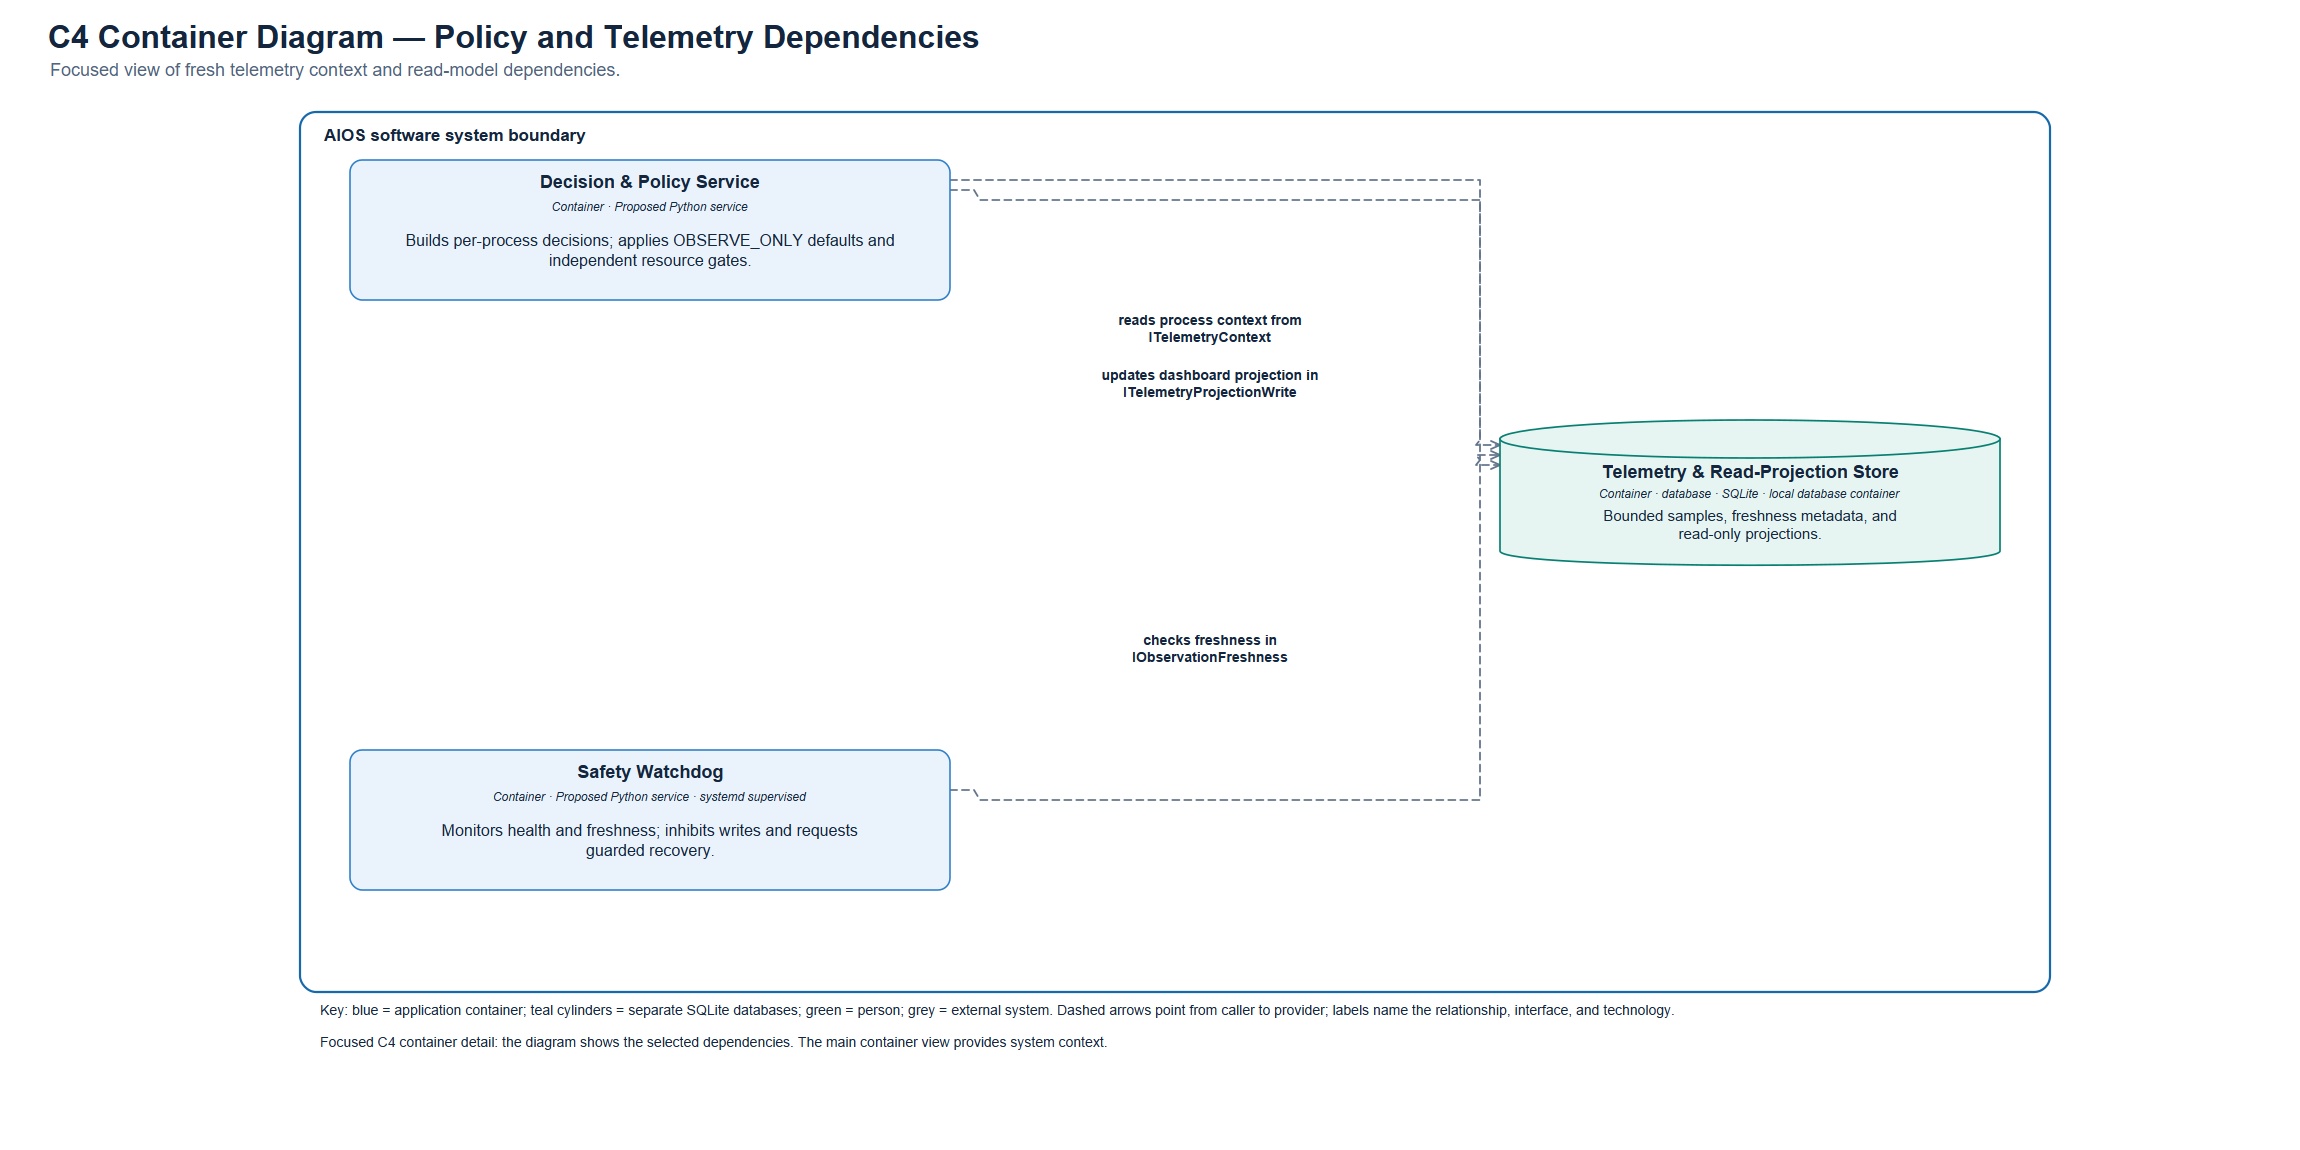 C4 Container Diagram — Policy and Telemetry Dependencies
Focused view of fresh telemetry context and read-model dependencies.
AIOS software system boundary
Decision & Policy Service
Container · Proposed Python service
Builds per-process decisions; applies OBSERVE_ONLY defaults and
independent resource gates.
reads process context from
ITelemetryContext
updates dashboard projection in
ITelemetryProjectionWrite
Telemetry & Read-Projection Store
Container · database · SQLite · local database container
Bounded samples, freshness metadata, and
read-only projections.
checks freshness in
IObservationFreshness
Safety Watchdog
Container · Proposed Python service · systemd supervised
Monitors health and freshness; inhibits writes and requests
guarded recovery.
Key: blue = application container; teal cylinders = separate SQLite databases; green = person; grey = external system. Dashed arrows point from caller to provider; labels name the relationship, interface, and technology.
Focused C4 container detail: the diagram shows the selected dependencies. The main container view provides system context.